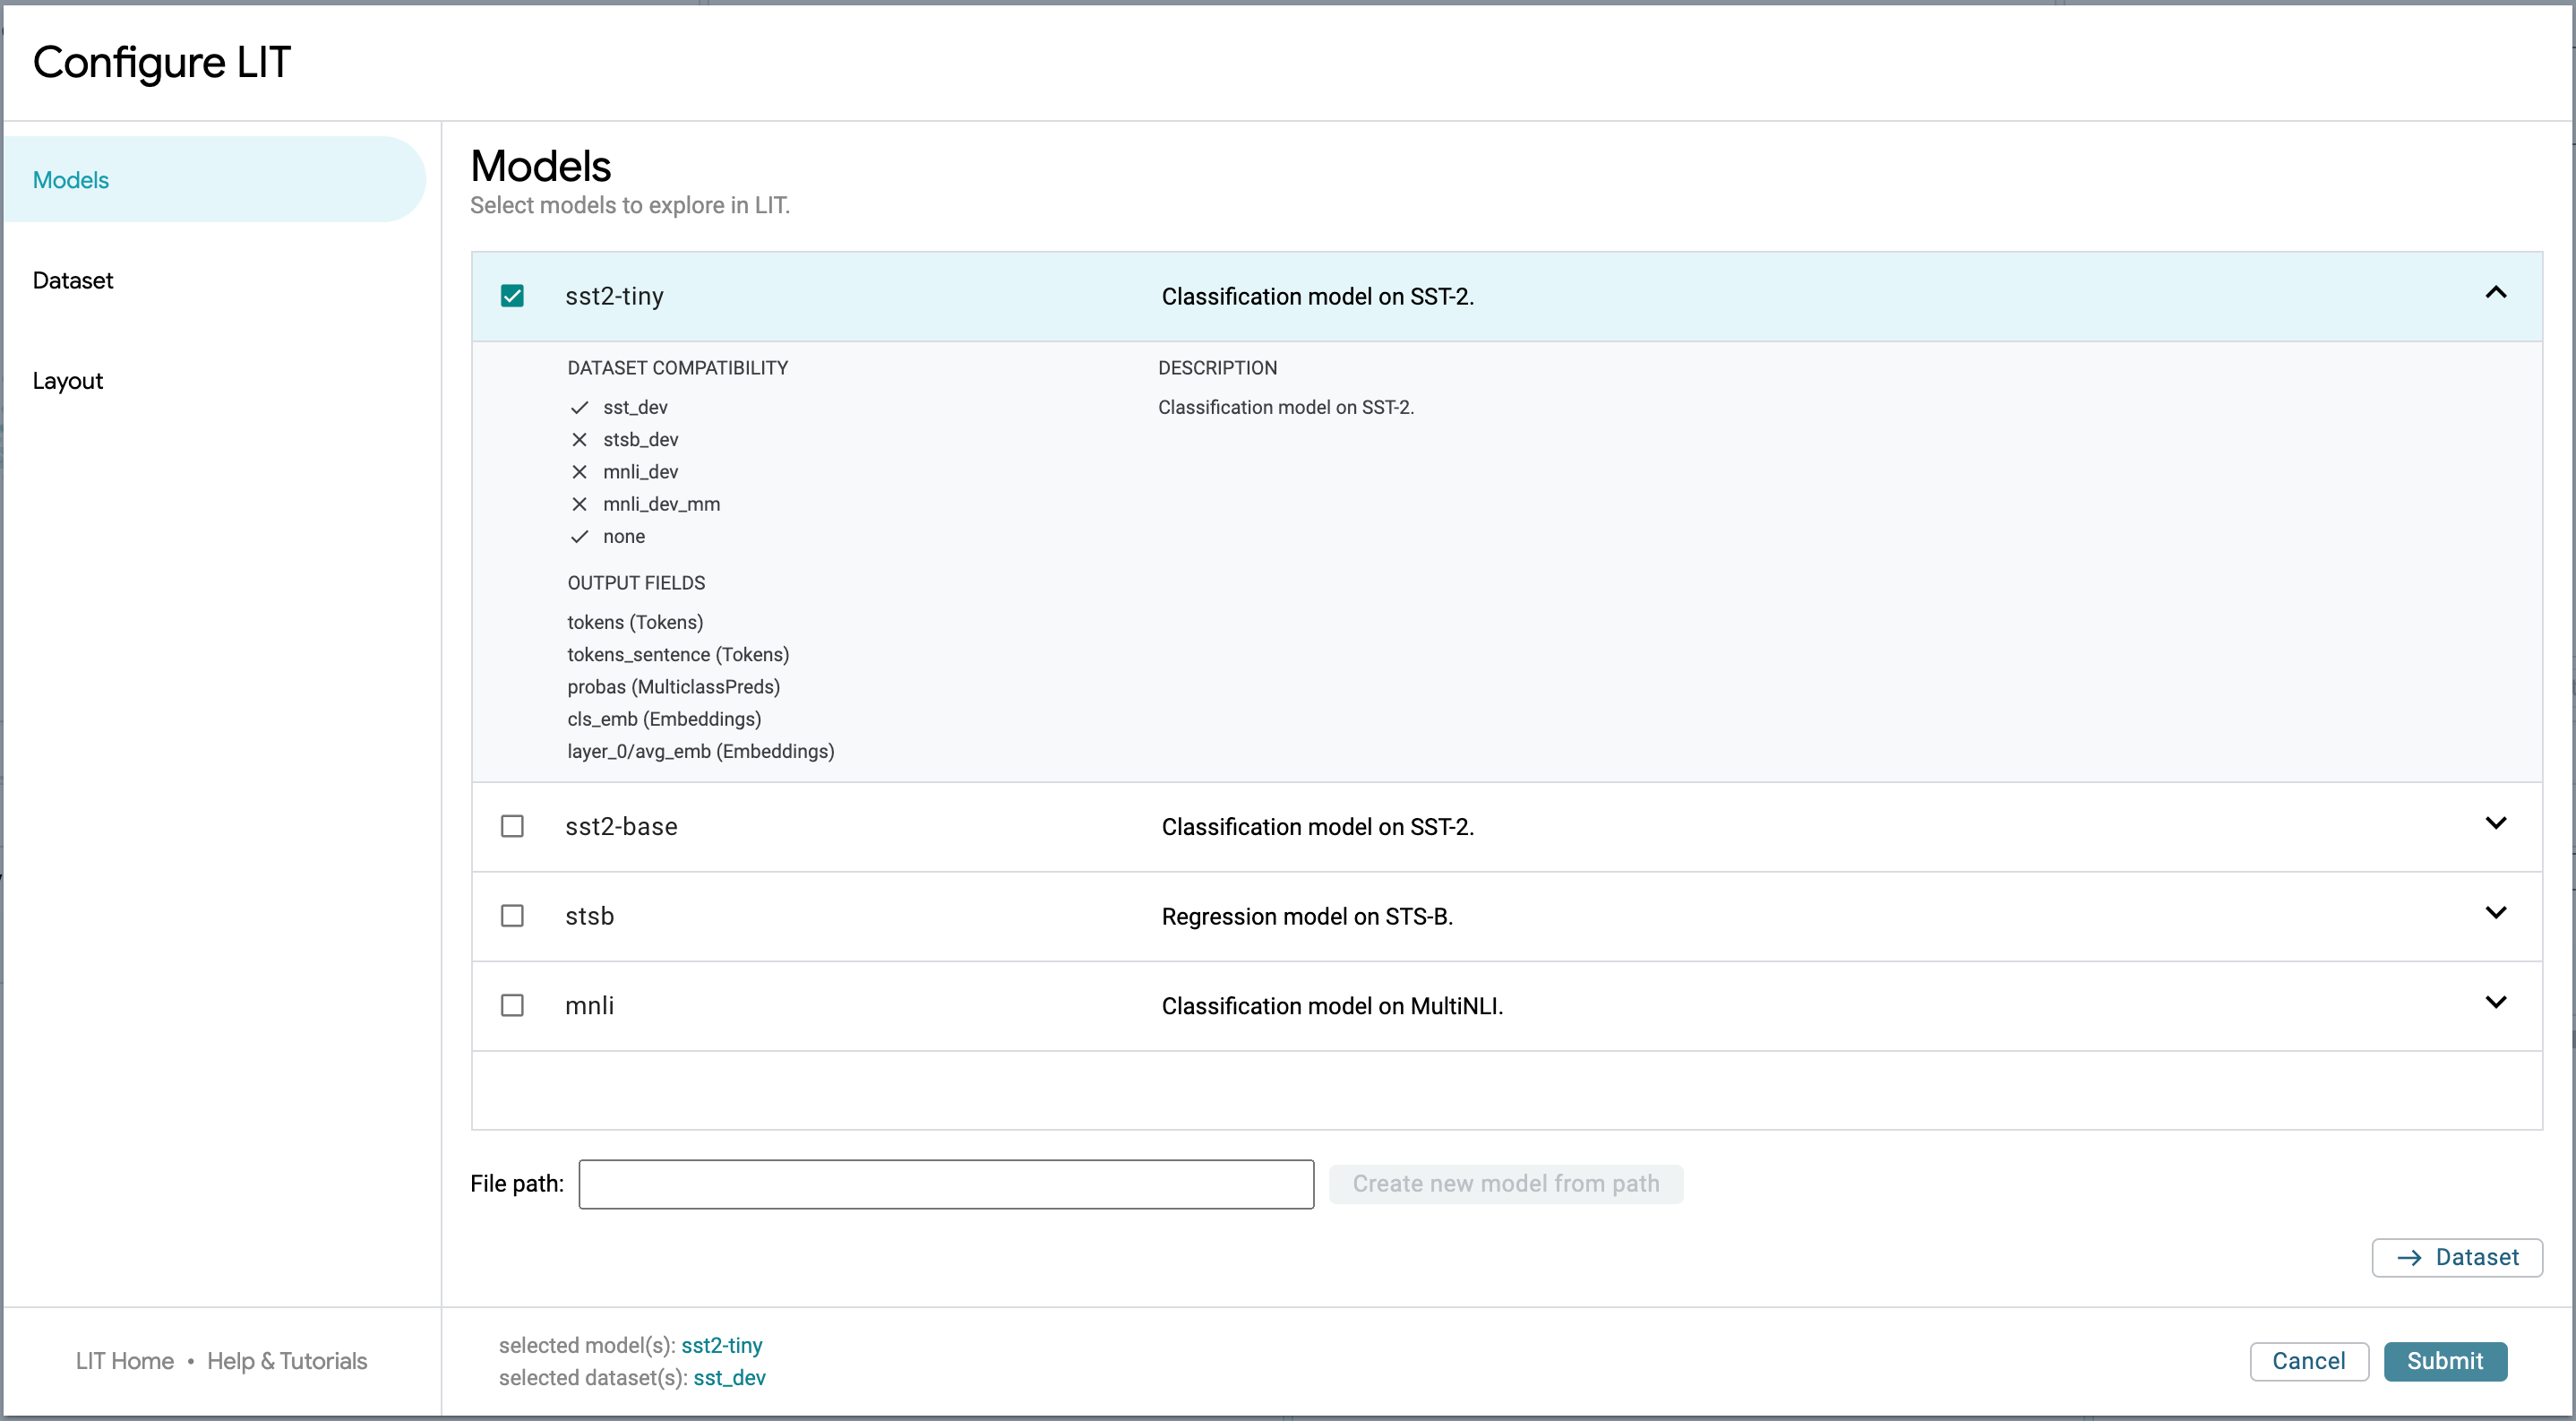 Configure LIT
Models
Dataset
Layout
Models
Select models to explore in LIT.
sst2-tiny
Classification model on SST-2.
DATASET COMPATIBILITY
sst_dev
stsb_dev
mnli_dev
mnli_dev_mm
none
OUTPUT FIELDS
tokens (Tokens)
tokens_sentence (Tokens)
probas (MulticlassPreds)
cls_emb (Embeddings)
layer_0/avg_emb (Embeddings)
DESCRIPTION
Classification model on SST-2.
sst2-base
Classification model on SST-2.
stsb
Regression model on STS-B.
mnli
Classification model on MultiNLI.
File path:
Create new model from path
Dataset
LIT Home • Help & Tutorials
selected model(s): sst2-tiny
selected dataset(s): sst_dev
Cancel
Submit